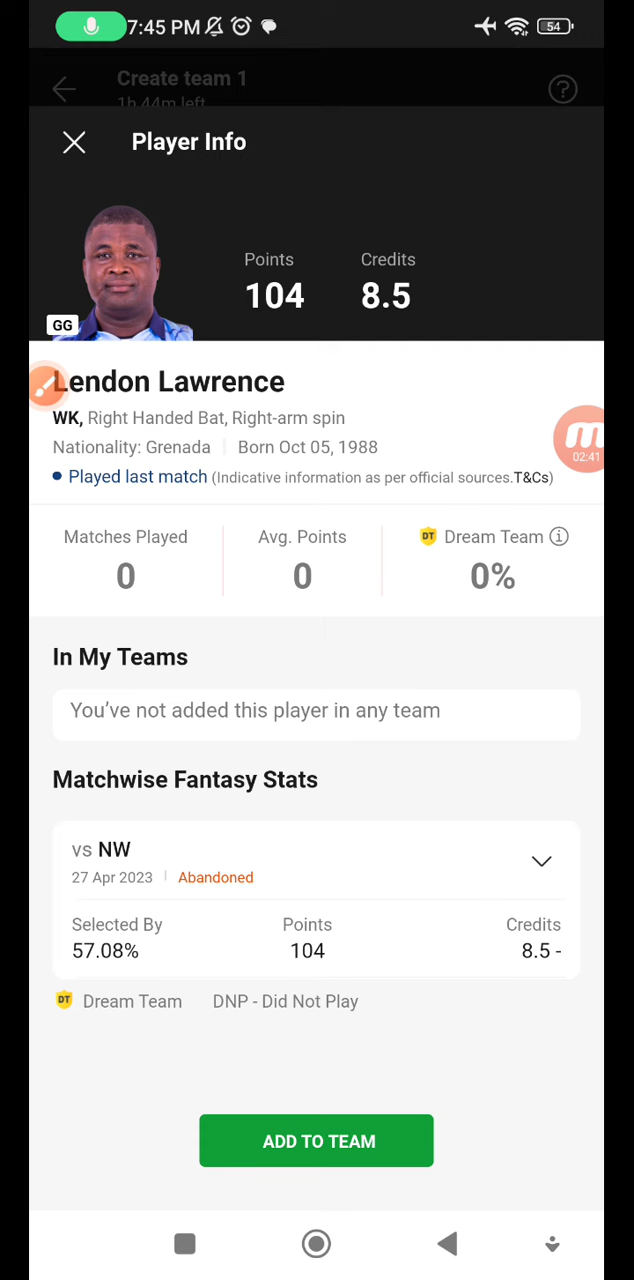 7:45 PM
54
Create team 1
1h 44m left
?
Player Info
Points
Credits
104
8.5
GG
Lendon Lawrence
WK, Right Handed Bat, Right-arm spin
Nationality: Grenada
Born Oct 05, 1988
02:41
Played last match (Indicative information as per official sources.T&Cs)
Matches Played
Avg. Points
DT Dream Team
0
0
0%
In My Teams
You’ve not added this player in any team
Matchwise Fantasy Stats
vs NW
27 Apr 2023
Abandoned
Selected By
Points
Credits
57.08%
104
8.5 -
DT Dream Team
DNP - Did Not Play
ADD TO TEAM